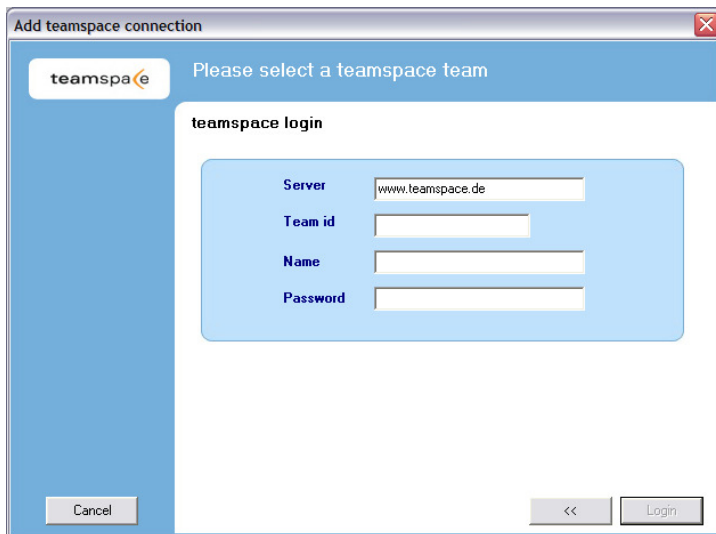 Add teamspace connection
teamspace
Please select a teamspace team
teamspace login
Server
www.teamspace.de
Team id
Name
Password
Cancel
<<
Login